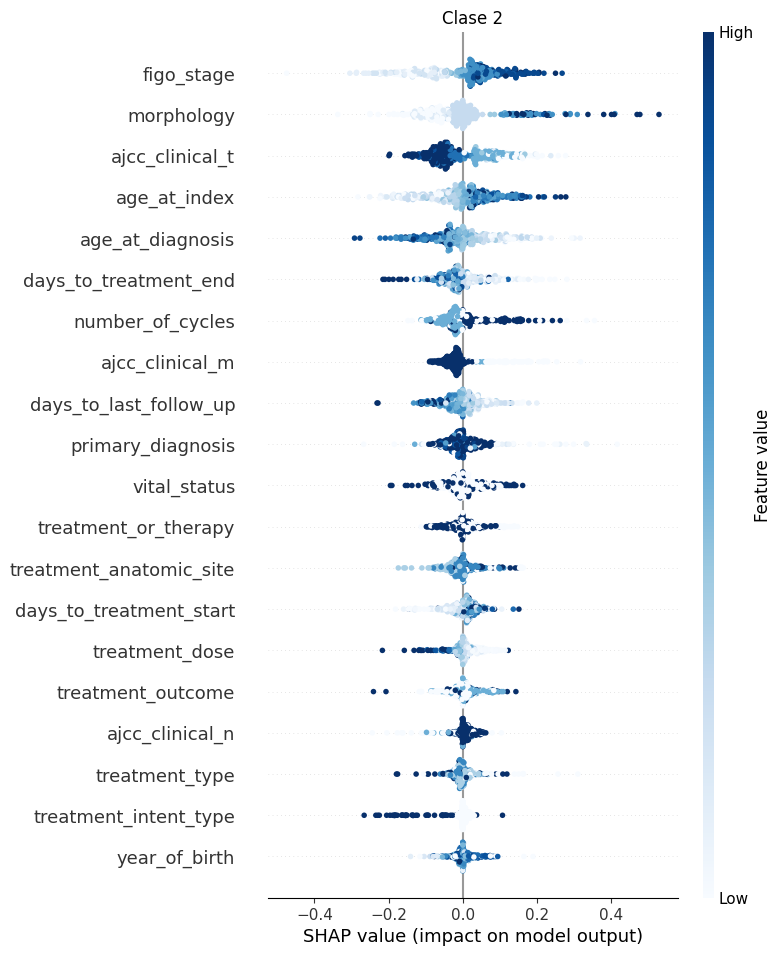 Clase 2
High
figo_stage
morphology
ajcc_clinical_t
age_at_index
age_at_diagnosis
days_to_treatment_end
number_of_cycles
ajcc_clinical_m
days_to_last_follow_up
primary_diagnosis
vital_status
treatment_or_therapy
treatment_anatomic_site
days_to_treatment_start
treatment_dose
treatment_outcome
ajcc_clinical_n
treatment_type
treatment_intent_type
year_of_birth
Feature value
Low
−0.4 −0.2 0.0 0.2 0.4
SHAP value (impact on model output)